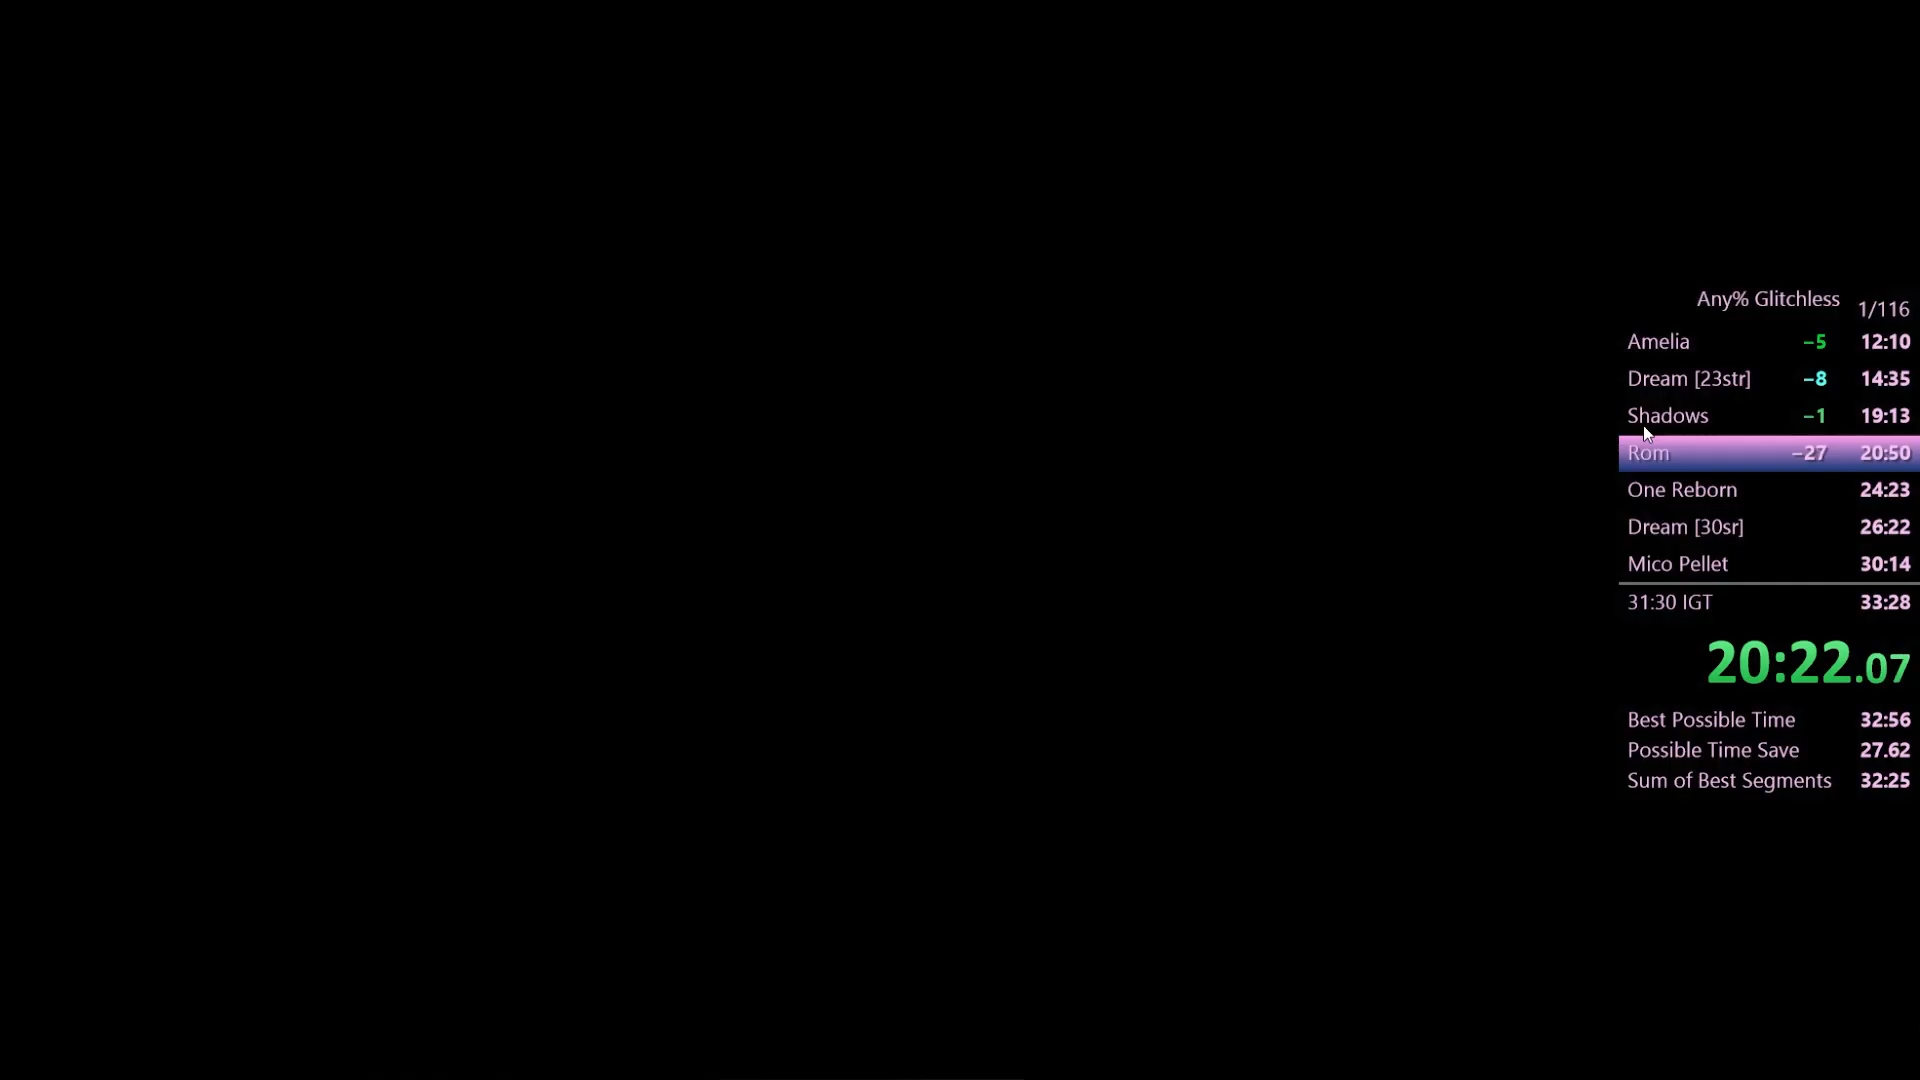 Any% Glitchless 1/116
Amelia −5 12:10
Dream [23str] −8 14:35
Shadows −1 19:13
Rom −27 20:50
One Reborn 24:23
Dream [30sr] 26:22
Mico Pellet 30:14
31:30 IGT 33:28
20:22.07
Best Possible Time 32:56
Possible Time Save 27.62
Sum of Best Segments 32:25